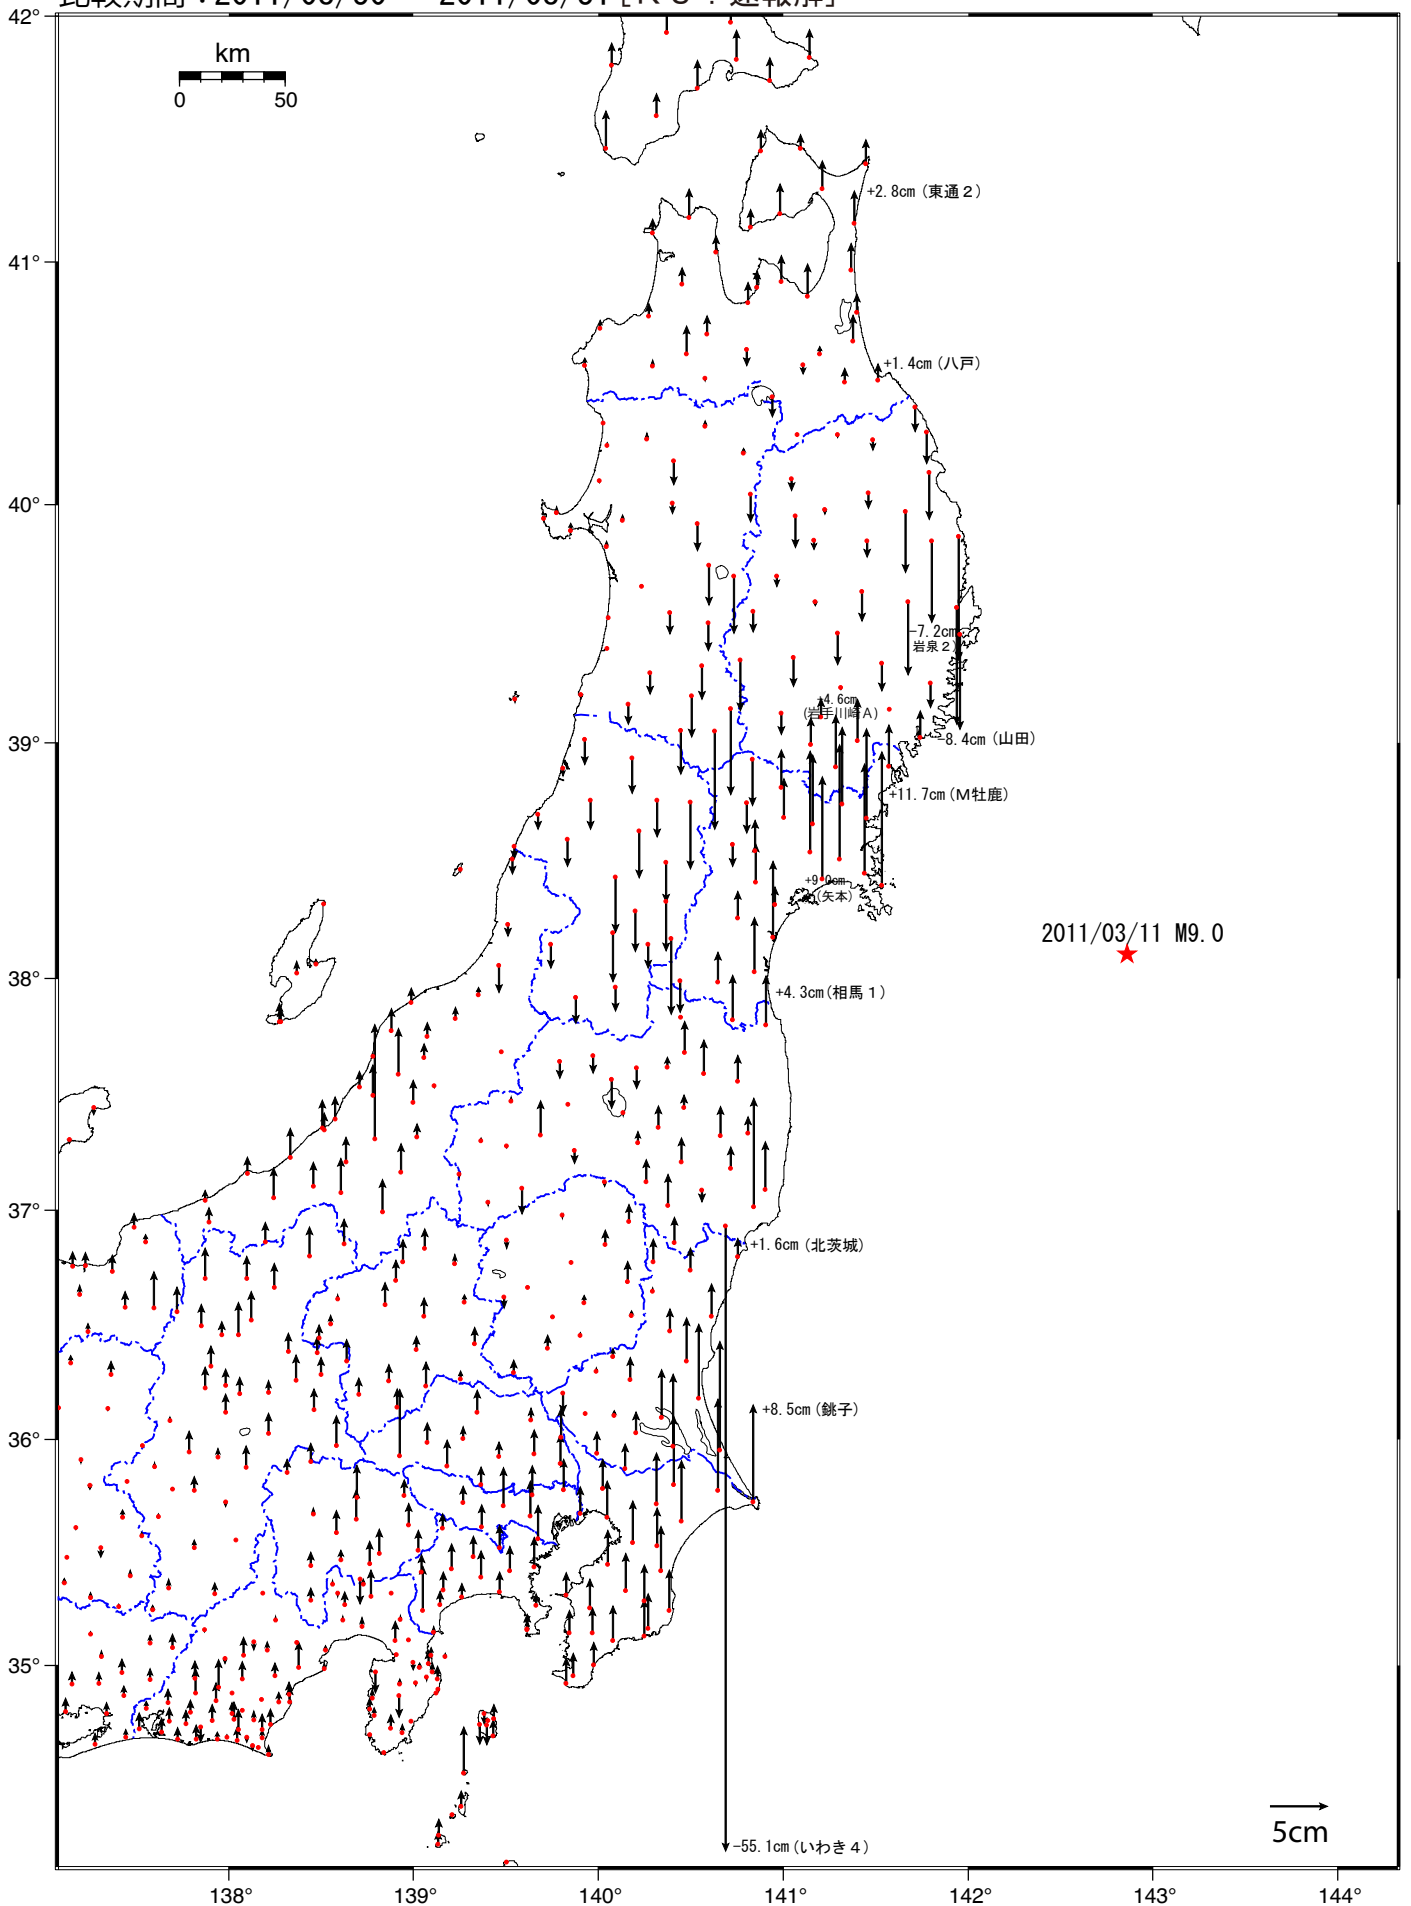 42°
km
0 50
+2.8cm(東通2)
41°
+1.4cm(八戸)
40°
-7.2cm
岩泉2)
+4.6cm
(岩手川崎A)
39°
-8.4cm(山田)
+11.7cm(M牡鹿)
+9.0cm
(矢本)
2011/03/11 M9.0
38°
+4.3cm(相馬1)
37°
+1.6cm(北茨城)
+8.5cm(銚子)
36°
35°
5cm
-55.1cm(いわき4)
138° 139° 140° 141° 142° 143° 144°